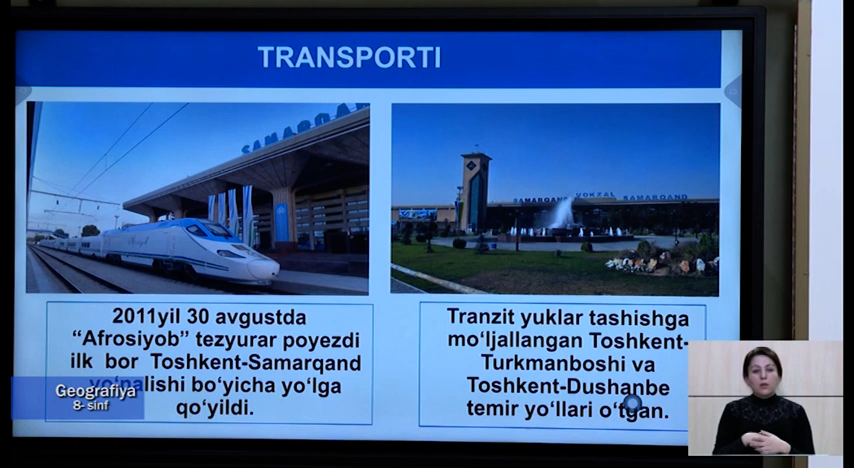 TRANSPORTI
SAMARQA
SAMARQAND VOKZAL SAMARQAND
2011yil 30 avgustda
“Afrosiyob” tezyurar poyezdi
ilk bor Toshkent-Samarqand
yo‘nalishi bo‘yicha yo‘lga
qo‘yildi.
Tranzit yuklar tashishga
mo‘ljallangan Toshkent-
Turkmanboshi va
Toshkent-Dushanbe
temir yo‘llari o‘tgan.
Geografiya
8- sinf